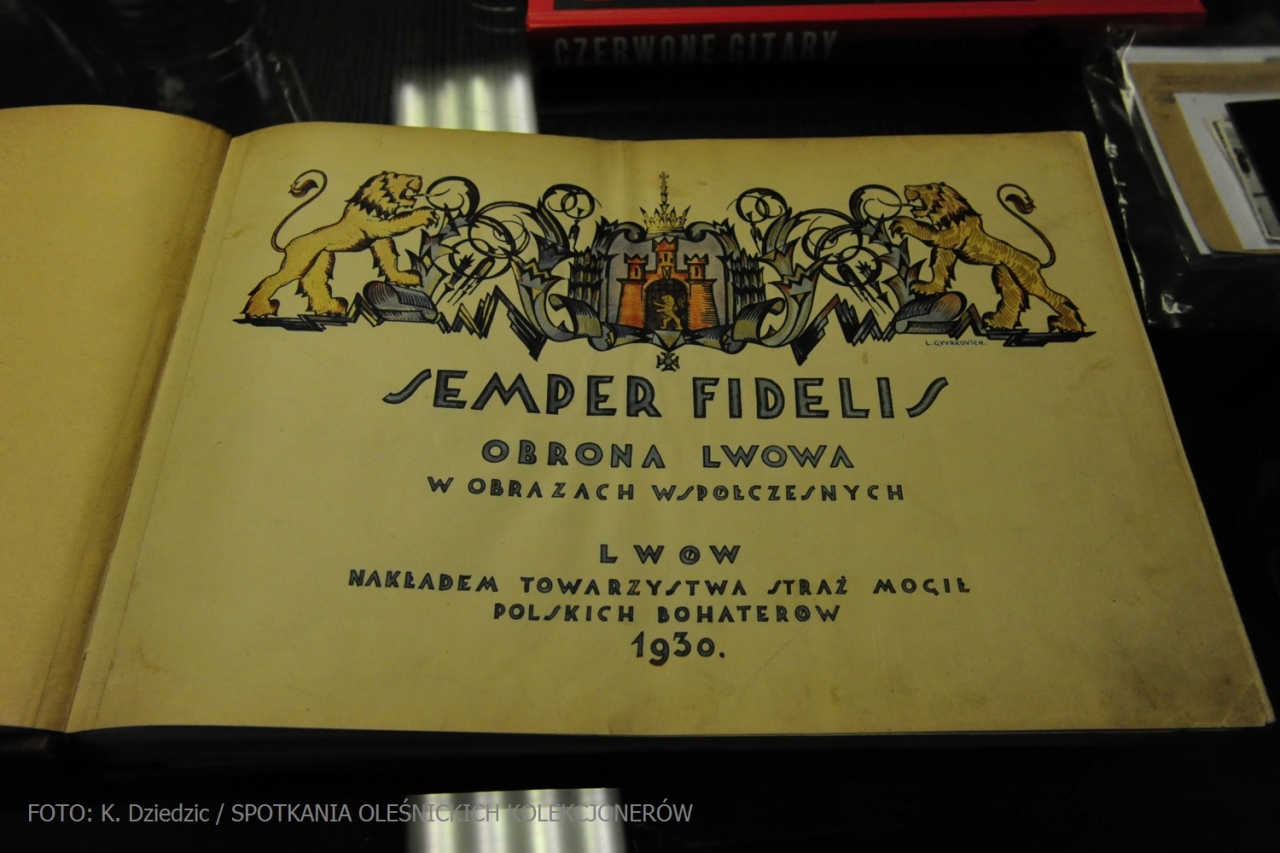 CZERWONE GITARY
L. GYURKOVICH.
SEMPER FIDELIS
OBRONA LWOWA
W OBRAZACH WSPÓŁCZESNYCH
LWÓW
NAKŁADEM TOWARZYSTWA STRAŻ MOGIŁ
POLSKICH BOHATERÓW
1930.
FOTO: K. Dziedzic / SPOTKANIA OLEŚNICKICH KOLEKCJONERÓW